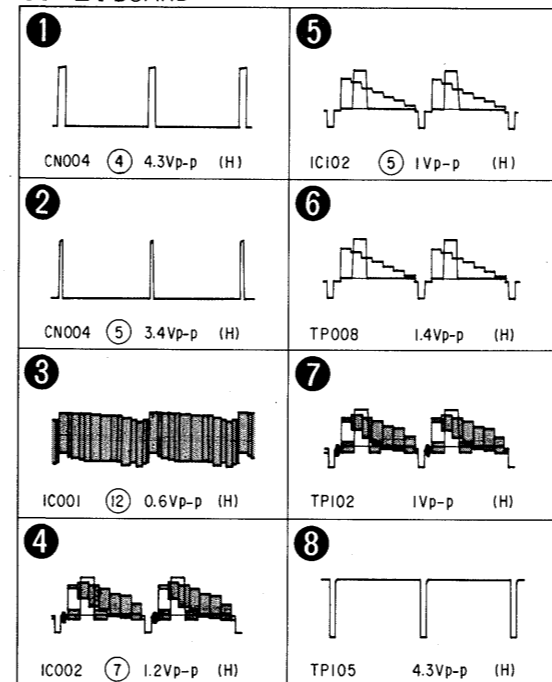 1
CN004 4 4.3Vp-p (H)
2
CN004 5 3.4Vp-p (H)
3
IC001 12 0.6Vp-p (H)
4
IC002 7 1.2Vp-p (H)
5
IC102 5 1Vp-p (H)
6
TP008 1.4Vp-p (H)
7
TP102 1Vp-p (H)
8
TP105 4.3Vp-p (H)